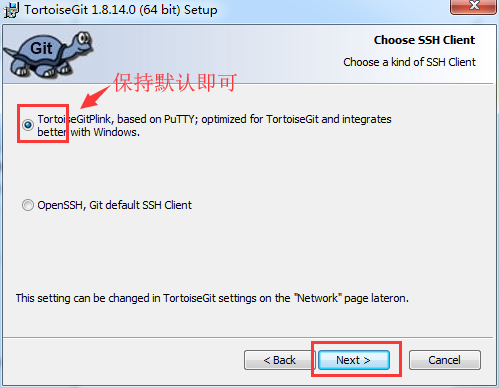 TortoiseGit 1.8.14.0 (64 bit) Setup
Git
Choose SSH Client
Choose a kind of SSH Client
保持默认即可
TortoiseGitPlink, based on PuTTY; optimized for TortoiseGit and integrates
better with Windows.
OpenSSH, Git default SSH Client
This setting can be changed in TortoiseGit settings on the "Network" page lateron.
< Back
Next >
Cancel